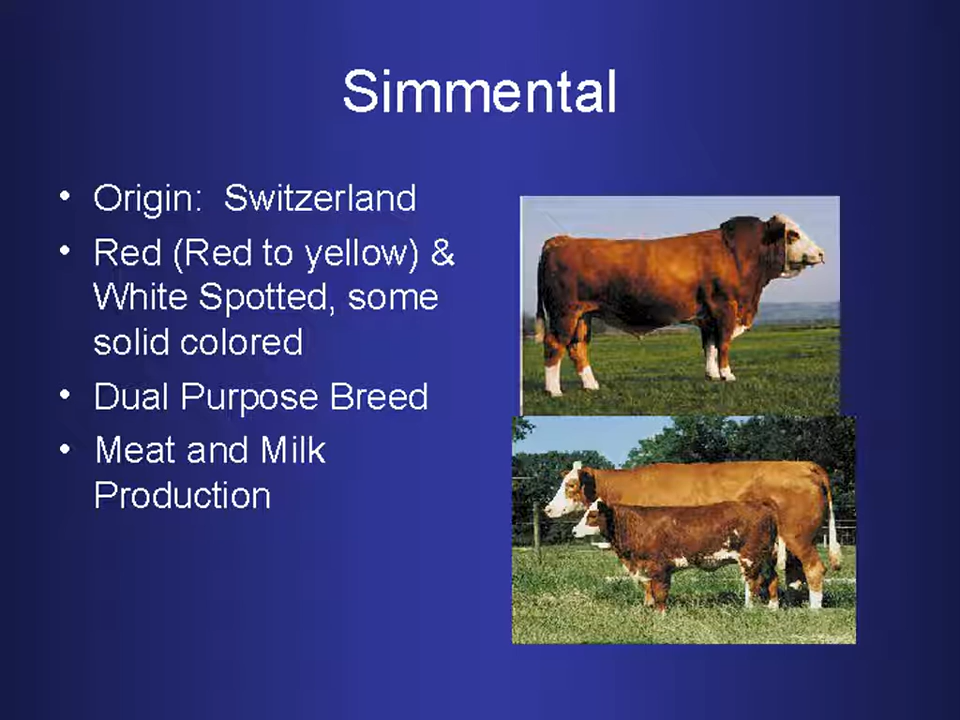 Simmental
• Origin:  Switzerland
• Red (Red to yellow) &
White Spotted, some
solid colored
• Dual Purpose Breed
• Meat and Milk
Production